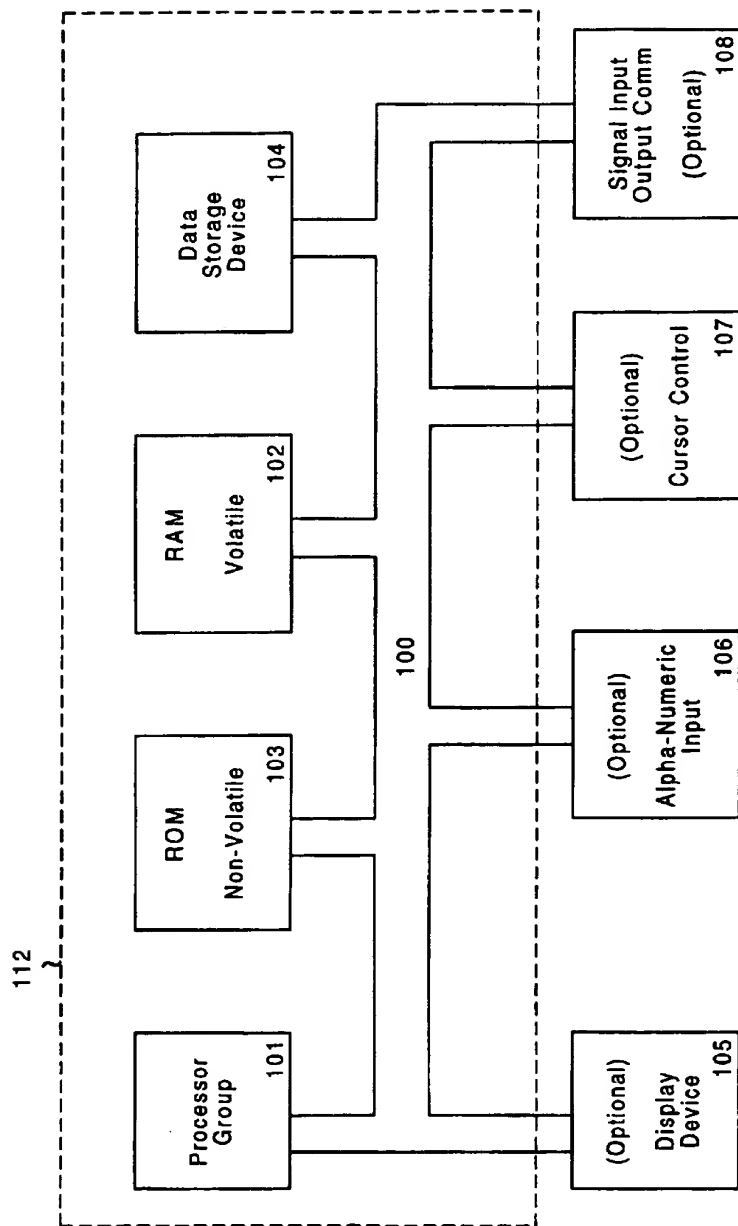 112
Processor
Group
101
ROM
Non-Volatile
103
RAM
Volatile
102
Data
Storage
Device
104
100
(Optional)
Display
Device
105
(Optional)
Alpha-Numeric
Input
106
(Optional)
Cursor Control
107
Signal Input
Output Comm
(Optional)
108